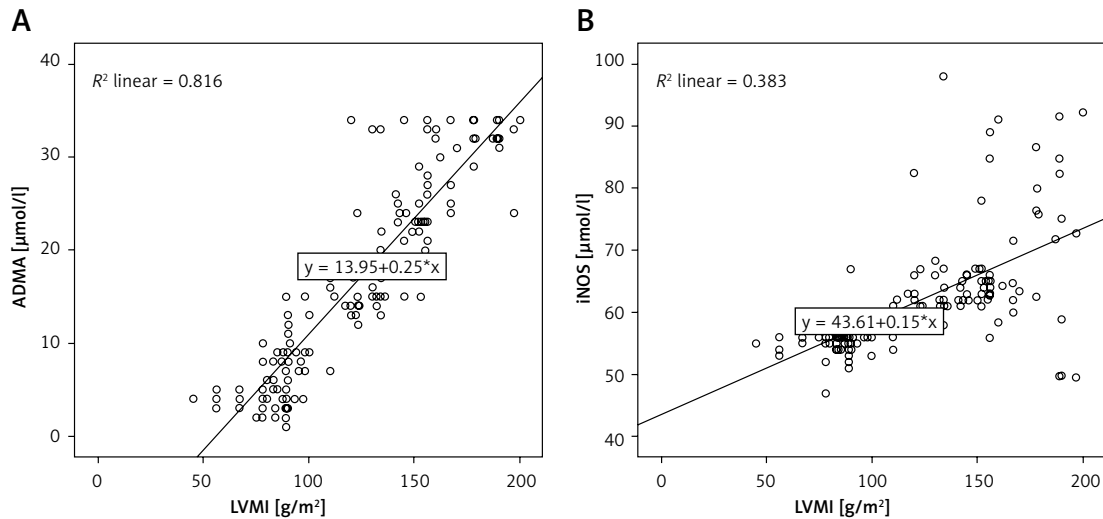 A
R² linear = 0.816
ADMA [µmol/l]
40
30
20
10
0
y = 13.95+0.25*x
0 50 100 150 200
LVMI [g/m²]
B
R² linear = 0.383
iNOS [µmol/l]
100
90
80
70
60
50
40
y = 43.61+0.15*x
0 50 100 150 200
LVMI [g/m²]